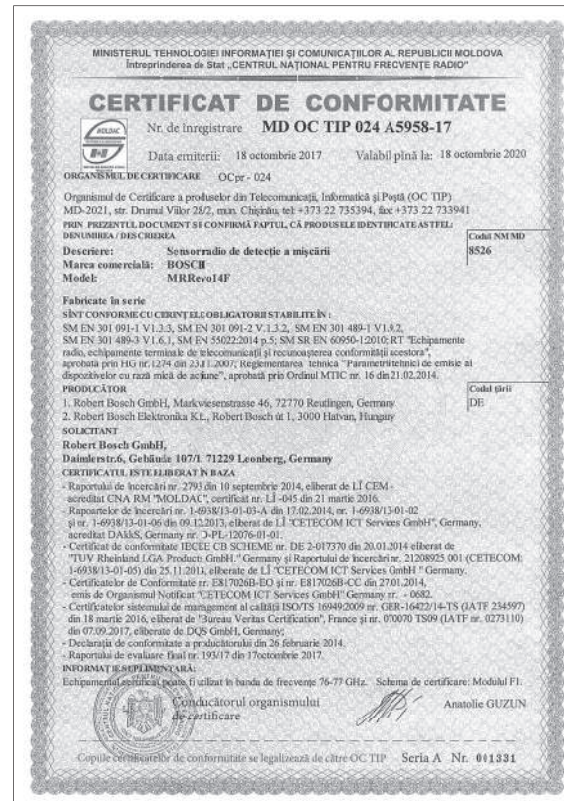 MINISTERUL TEHNOLOGIEI INFORMAȚIEI ȘI COMUNICAȚIILOR AL REPUBLICII MOLDOVA
Întreprinderea de Stat „CENTRUL NAȚIONAL PENTRU FRECVENȚE RADIO"
CERTIFICAT DE CONFORMITATE
MOLDAC
Nr. de înregistrare MD OC TIP 024 A5958-17
Data emiterii: 18 octombrie 2017 Valabil pînă la: 18 octombrie 2020
ORGANISMUL DE CERTIFICARE OCpr - 024
Organismul de Certificare a produselor din Telecomunicații, Informatică și Poștă (OC TIP)
MD-2021, str. Drumul Viilor 28/2, mun. Chișinău, tel: +373 22 735394, fax +373 22 733941
PRIN PREZENTUL DOCUMENT SE CONFIRMĂ FAPTUL, CĂ PRODUSELE IDENTIFICATE ASTFEL:
DENUMIREA / DESCRIEREA Codul NM MD
Descriere: Sensorradio de detecție a mișcării 8526
Marca comercială: BOSCH
Model: MRRevo14F
Fabricate în serie
SÎNT CONFORME CU CERINȚELE OBLIGATORII STABILITE ÎN :
SM EN 301 091-1 V1.3.3, SM EN 301 091-2 V.1.3.2, SM EN 301 489-1 V1.9.2,
SM EN 301 489-3 V1.6.1, SM EN 55022:2014 p.5; SM SR EN 60950-1:2010; RT "Echipamente
radio, echipamente terminale de telecomunicații și recunoașterea conformității acestora",
aprobată prin HG nr.1274 din 23.11.2007; Reglementarea tehnică "Parametri tehnici de emisie ai
dispozitivelor cu rază mică de acțiune", aprobată prin Ordinul MTIC nr. 16 din 21.02.2014.
PRODUCĂTOR Codul țării
1. Robert Bosch GmbH, Markwiesenstrasse 46, 72770 Reutlingen, Germany DE
2. Robert Bosch Elektronika Kf., Robert Bosch út 1, 3000 Hatvan, Hungary
SOLICITANT
Robert Bosch GmbH,
Daimlerstr.6, Gebäude 107/1 71229 Leonberg, Germany
CERTIFICATUL ESTE ELIBERAT ÎN BAZA
- Raportului de încercări nr. 2793 din 10 septembrie 2014, eliberat de LÎ CEM -
acreditat CNA RM "MOLDAC", certificat nr. LÎ -045 din 21 martie 2016.
- Rapoartelor de încercări nr. 1-6938/13-01-03-A din 17.02.2014, nr. 1-6938/13-01-02
și nr. 1-6938/13-01-06 din 09.12.2013, eliberat de LÎ "CETECOM ICT Services GmbH", Germany,
acreditat DAkkS, Germany nr. D-PL-12076-01-01.
- Certificat de conformitate IECEE CB SCHEME nr. DE 2-017370 din 20.01.2014 eliberat de
"TUV Rheinland LGA Products GmbH." Germany și Raportului de încercări nr. 21208925 001 (CETECOM:
1-6938/13-01-05) din 25.11.2013, eliberate de LÎ "CETECOM ICT Services GmbH " Germany.
- Certificatelor de Conformitate nr. E817026B-EO și nr. E817026B-CC din 27.01.2014,
emis de Organismul Notificat "CETECOM ICT Services GmbH" Germany nr. - 0682.
- Certificatelor sistemului de management al calității ISO/TS 16949:2009 nr. GER-16422/14-TS (IATF 234597)
din 18 martie 2016, eliberat de "Bureau Veritas Certification", France și nr. 070070 TS09 (IATF nr. 0273110)
din 07.09.2017, eliberate de DQS GmbH, Germany;
- Declarația de conformitate a producătorului din 26 februarie 2014.
- Raportului de evaluare final nr. 193/17 din 17octombrie 2017.
INFORMAȚIE SUPLIMENTARĂ:
Echipamentul certificat poate fi utilizat în banda de frecvențe 76-77 GHz. Schema de certificare: Modulul F1.
Conducătorul organismului
de certificare Anatolie GUZUN
Copiile certificatelor de conformitate se legalizează de către OC TIP Seria A Nr. 001331